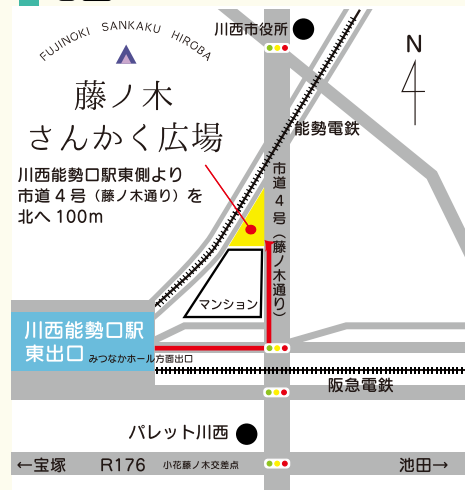 FUJINOKI SANKAKU HIROBA
藤ノ木
さんかく広場
川西能勢口駅東側より
市道4号（藤ノ木通り）を
北へ100m
川西市役所
N
能勢電鉄
市道4号（藤ノ木通り）
マンション
川西能勢口駅
東出口
みつなかホール方面出口
阪急電鉄
パレット川西
←宝塚
R176
小花藤ノ木交差点
池田→